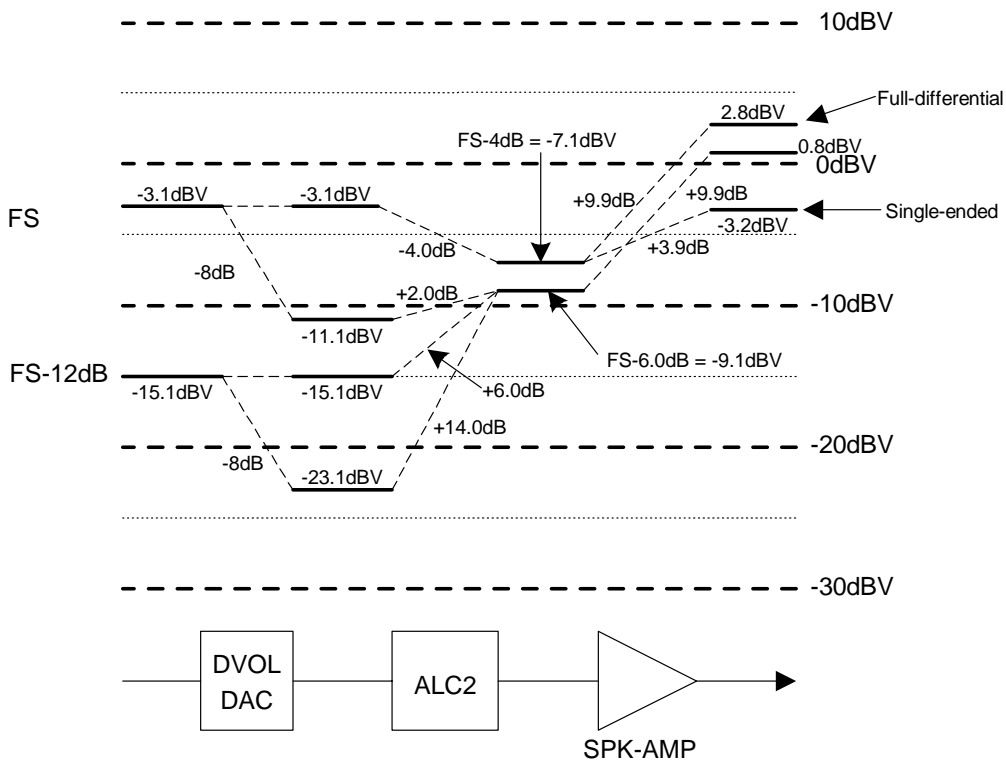 10dBV
Full-differential
2.8dBV
FS-4dB = -7.1dBV
0.8dBV
0dBV
-3.1dBV
-3.1dBV
+9.9dB
+9.9dB
FS
Single-ended
-3.2dBV
-4.0dB
+3.9dB
-8dB
+2.0dB
-10dBV
-11.1dBV
FS-6.0dB = -9.1dBV
FS-12dB
-15.1dBV
-15.1dBV
+6.0dB
+14.0dB
-20dBV
-8dB
-23.1dBV
-30dBV
DVOL
DAC
ALC2
SPK-AMP